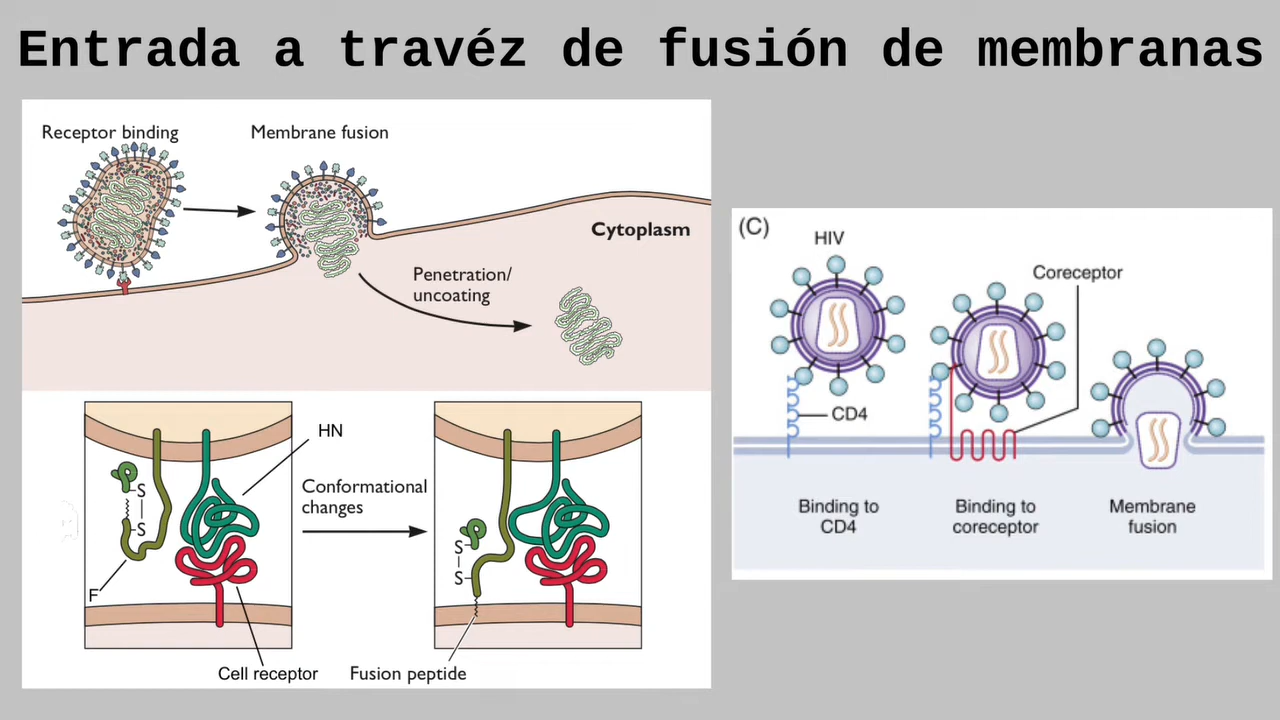 Entrada a travéz de fusión de membranas
Receptor binding
Membrane fusion
Cytoplasm
Penetration/
uncoating
HN
S
S
Conformational
changes
S
S
F
Cell receptor
Fusion peptide
(C)
HIV
Coreceptor
CD4
Binding to
CD4
Binding to
coreceptor
Membrane
fusion